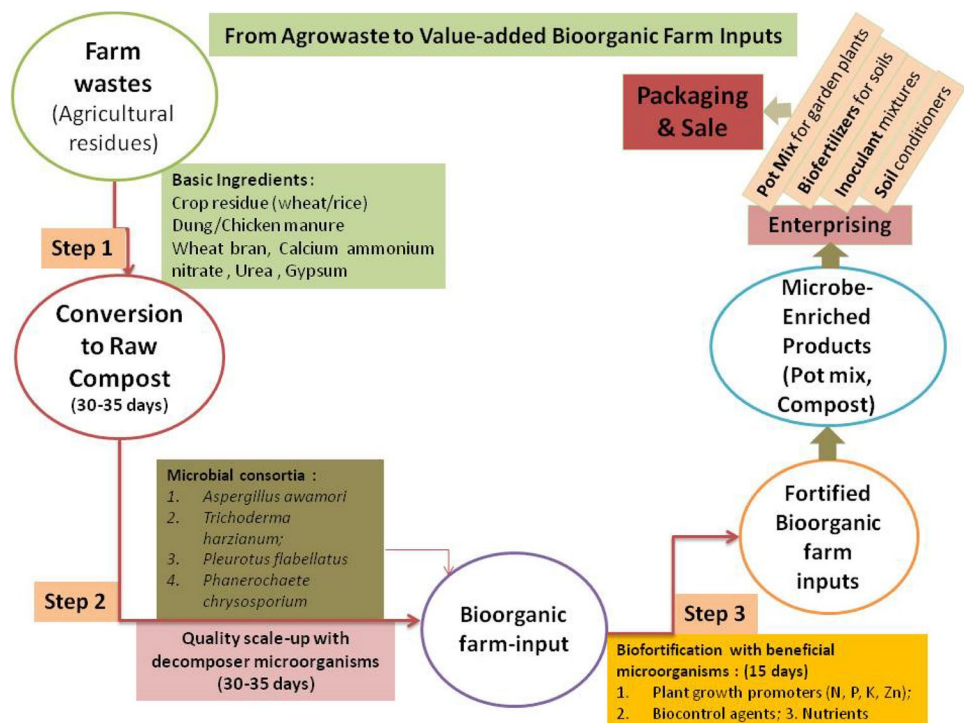 From Agrowaste to Value-added Bioorganic Farm Inputs
Farm
wastes
(Agricultural
residues)
Step 1
Basic Ingredients :
Crop residue (wheat/rice)
Dung/Chicken manure
Wheat bran, Calcium ammonium
nitrate , Urea , Gypsum
Conversion
to Raw
Compost
(30-35 days)
Step 2
Microbial consortia :
1. Aspergillus awamori
2. Trichoderma
harzianum;
3. Pleurotus flabellatus
4. Phanerochaete
chrysosporium
Quality scale-up with
decomposer microorganisms
(30-35 days)
Bioorganic
farm-input
Step 3
Biofortification with beneficial
microorganisms : (15 days)
1. Plant growth promoters (N, P, K, Zn);
2. Biocontrol agents; 3. Nutrients
Fortified
Bioorganic
farm
inputs
Microbe-
Enriched
Products
(Pot mix,
Compost)
Enterprising
Pot Mix for garden plants
Biofertilizers for soils
Inoculant mixtures
Soil conditioners
Packaging
& Sale